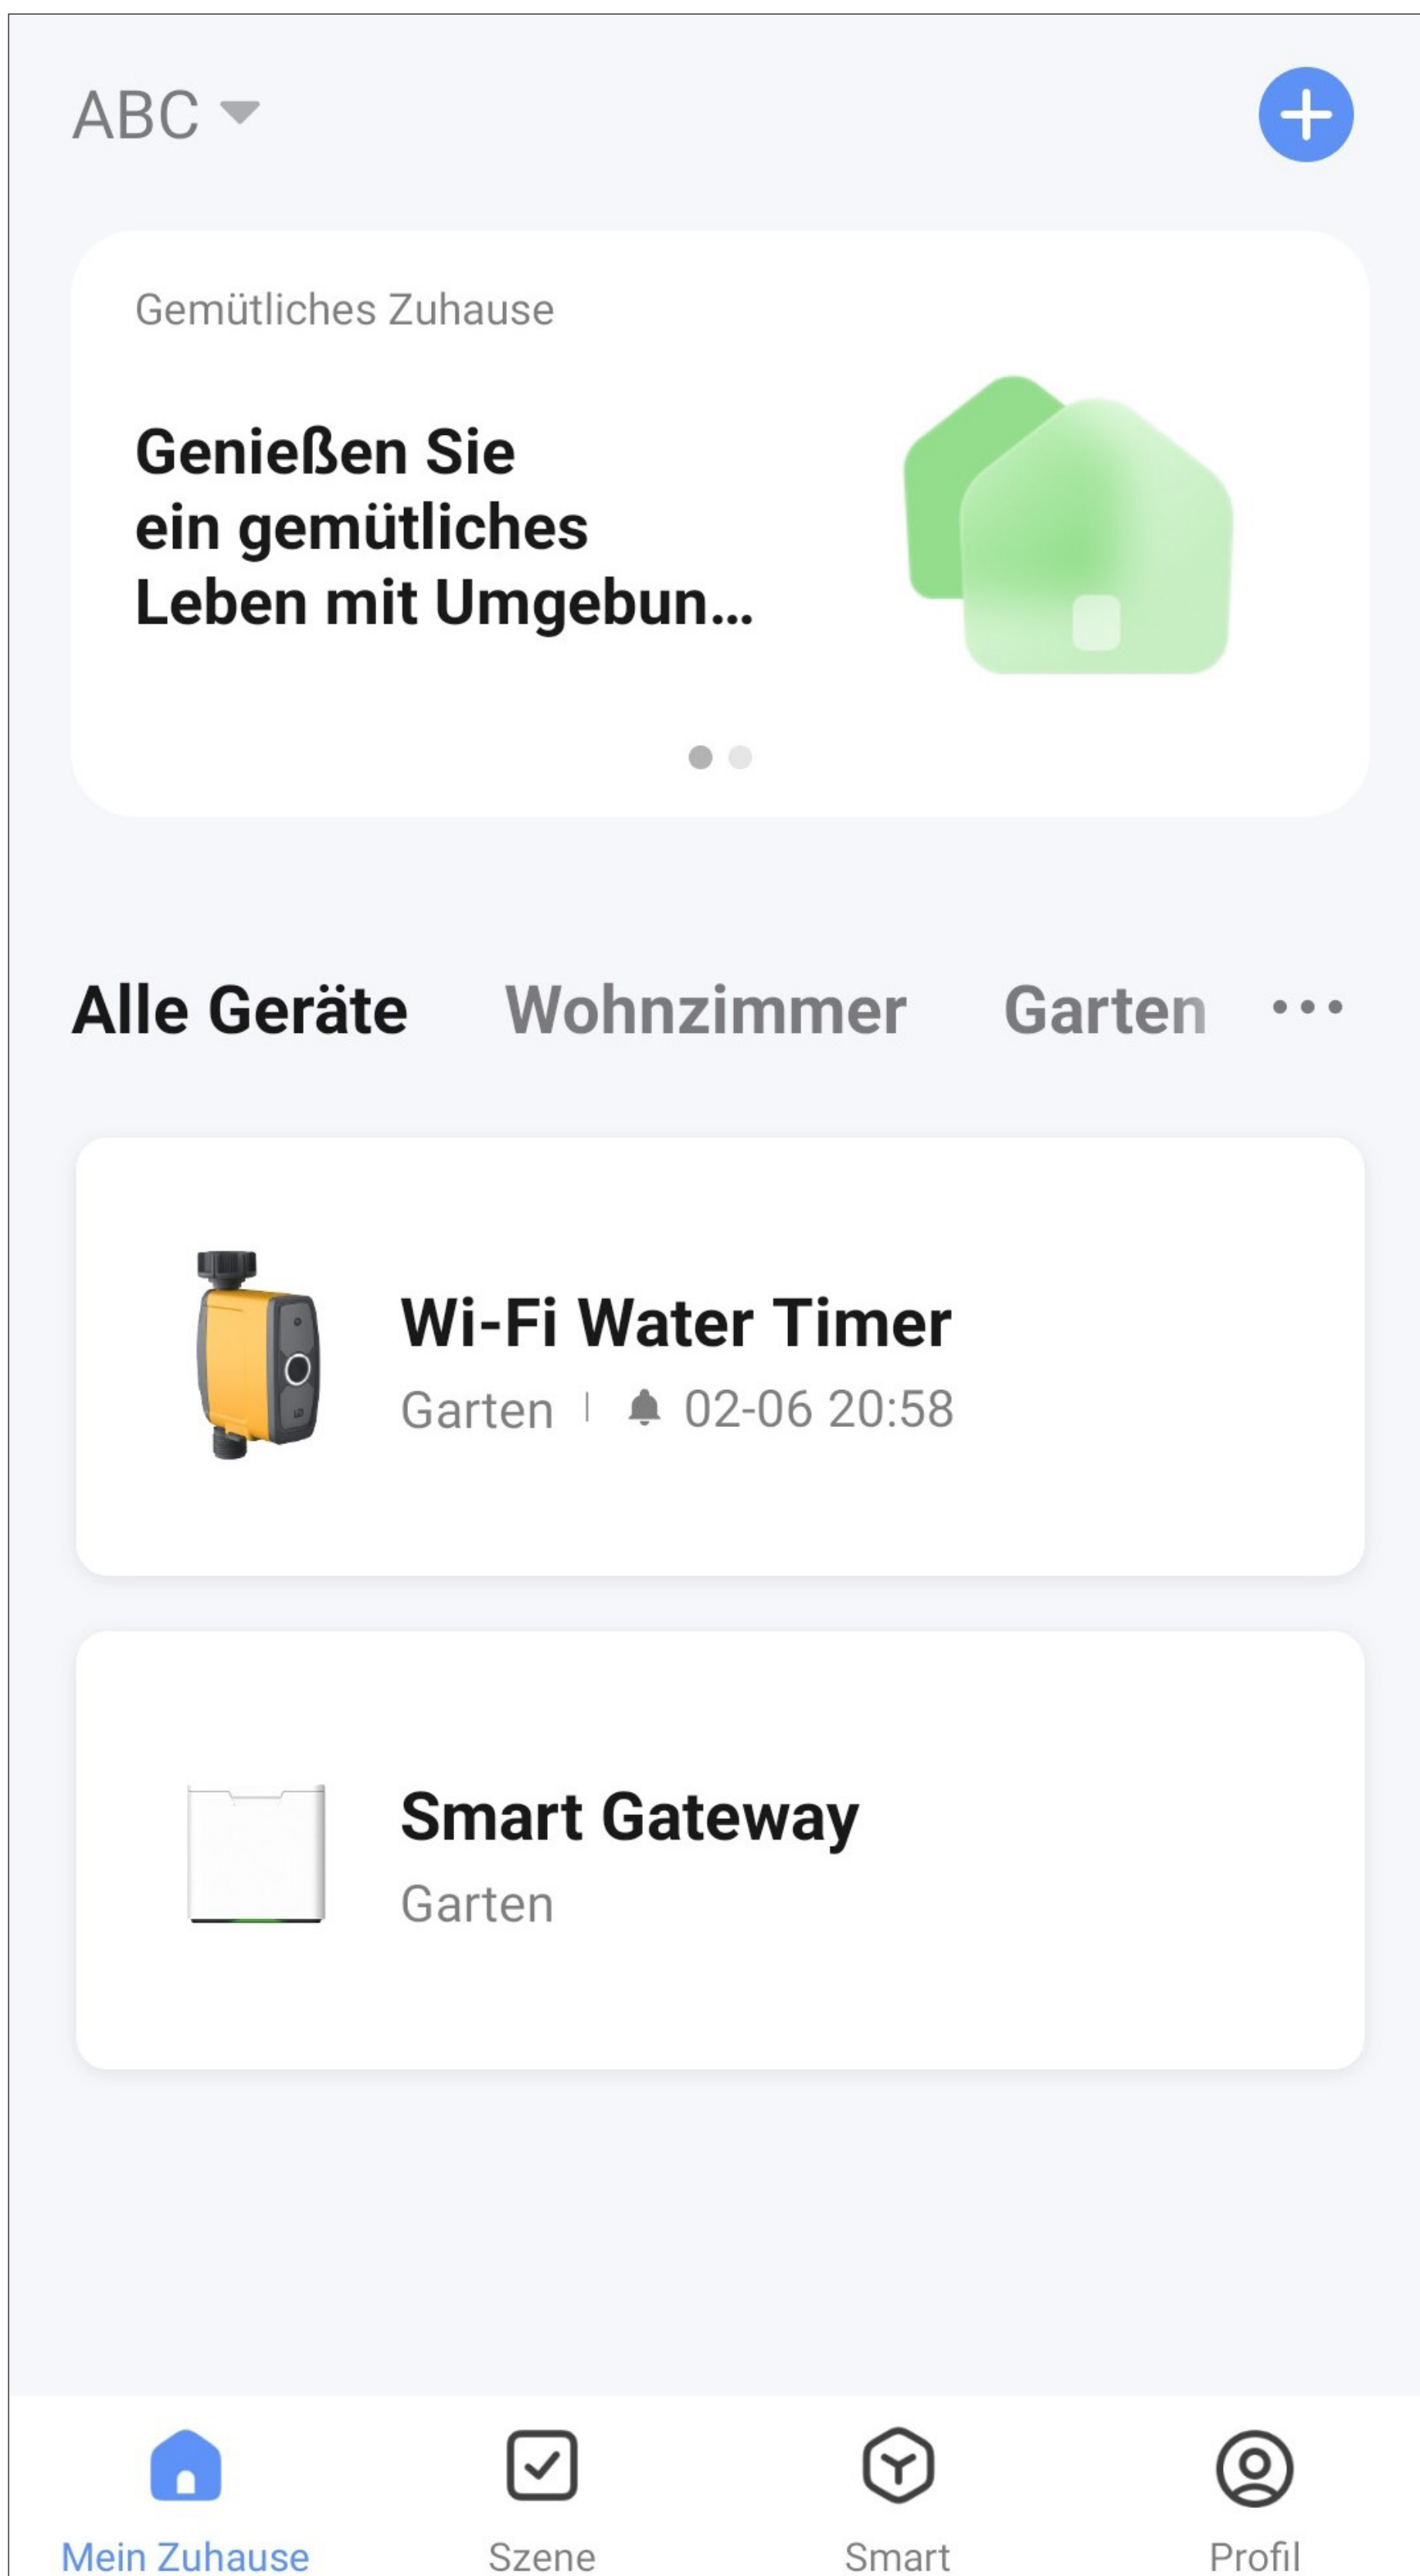 ABC
Gemütliches Zuhause
Genießen Sie
ein gemütliches
Leben mit Umgebun...
Alle Geräte Wohnzimmer Garten
Wi-Fi Water Timer
Garten | 02-06 20:58
Smart Gateway
Garten
Mein Zuhause Szene Smart Profil